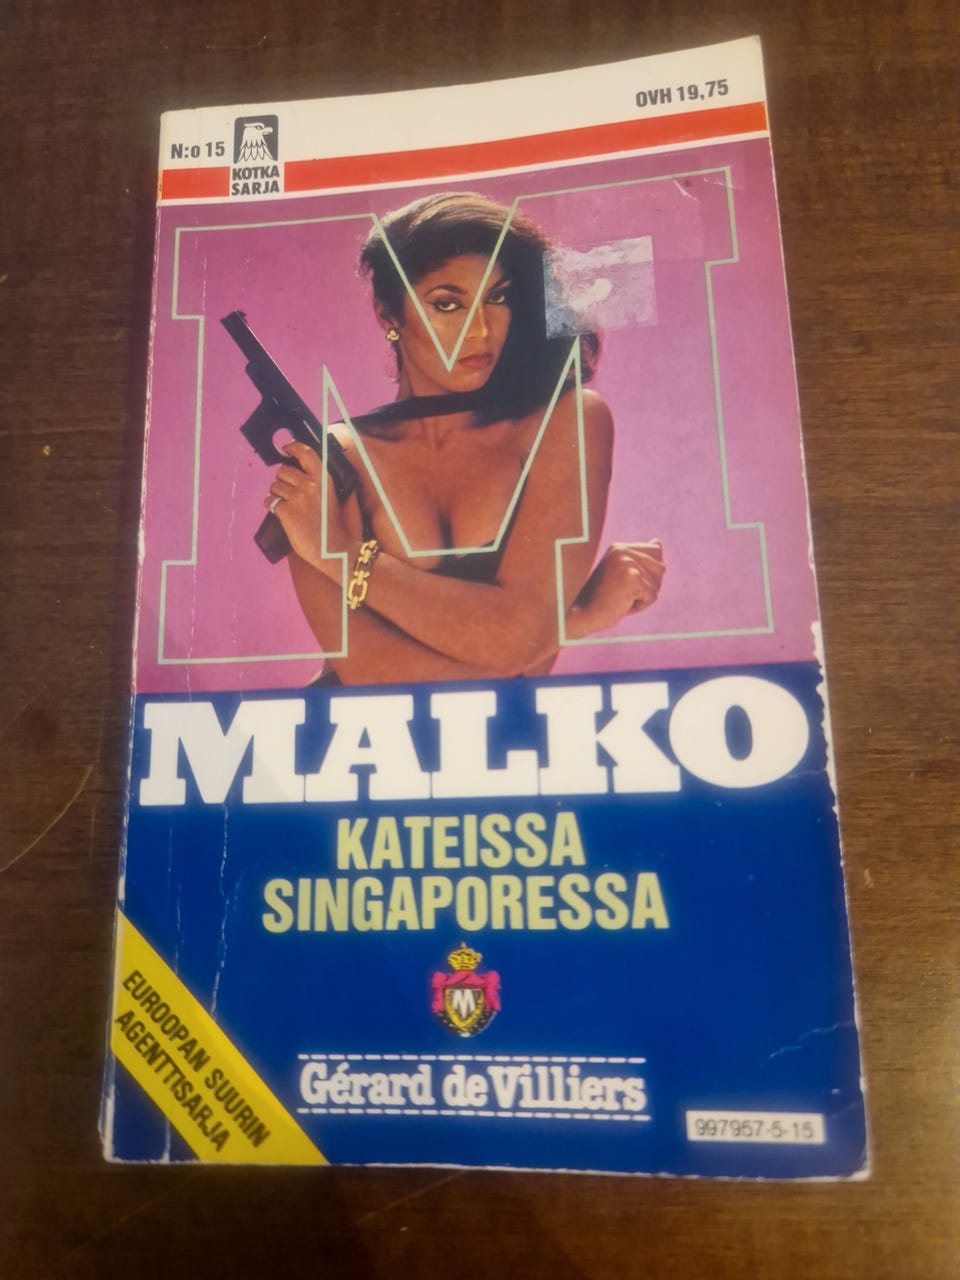 OVH 19,75
N:o 15
KOTKA
SARJA
M
MALKO
KATEISSA
SINGAPORESSA
M
EUROOPAN SUURIN
AGENTTISARJA
Gérard de Villiers
997957-5-15